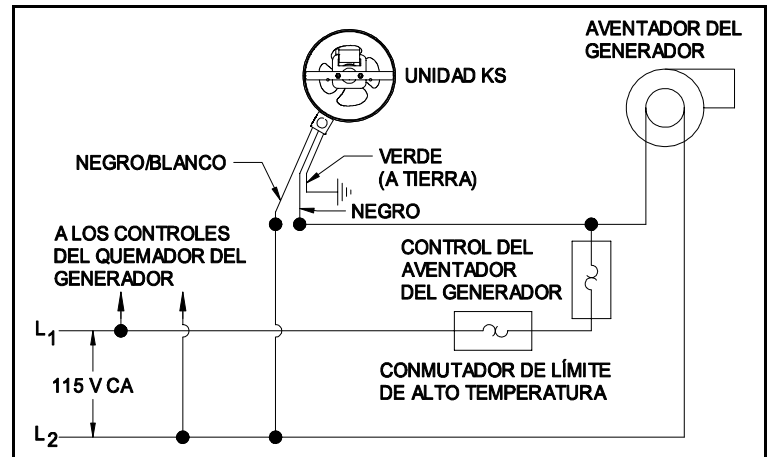 AVENTADOR DEL
GENERADOR
UNIDAD KS
NEGRO/BLANCO
VERDE
(A TIERRA)
NEGRO
A LOS CONTROLES
DEL QUEMADOR DEL
GENERADOR
CONTROL DEL
AVENTADOR
DEL GENERADOR
L1
CONMUTADOR DE LÍMITE
DE ALTO TEMPERATURA
115 V CA
L2